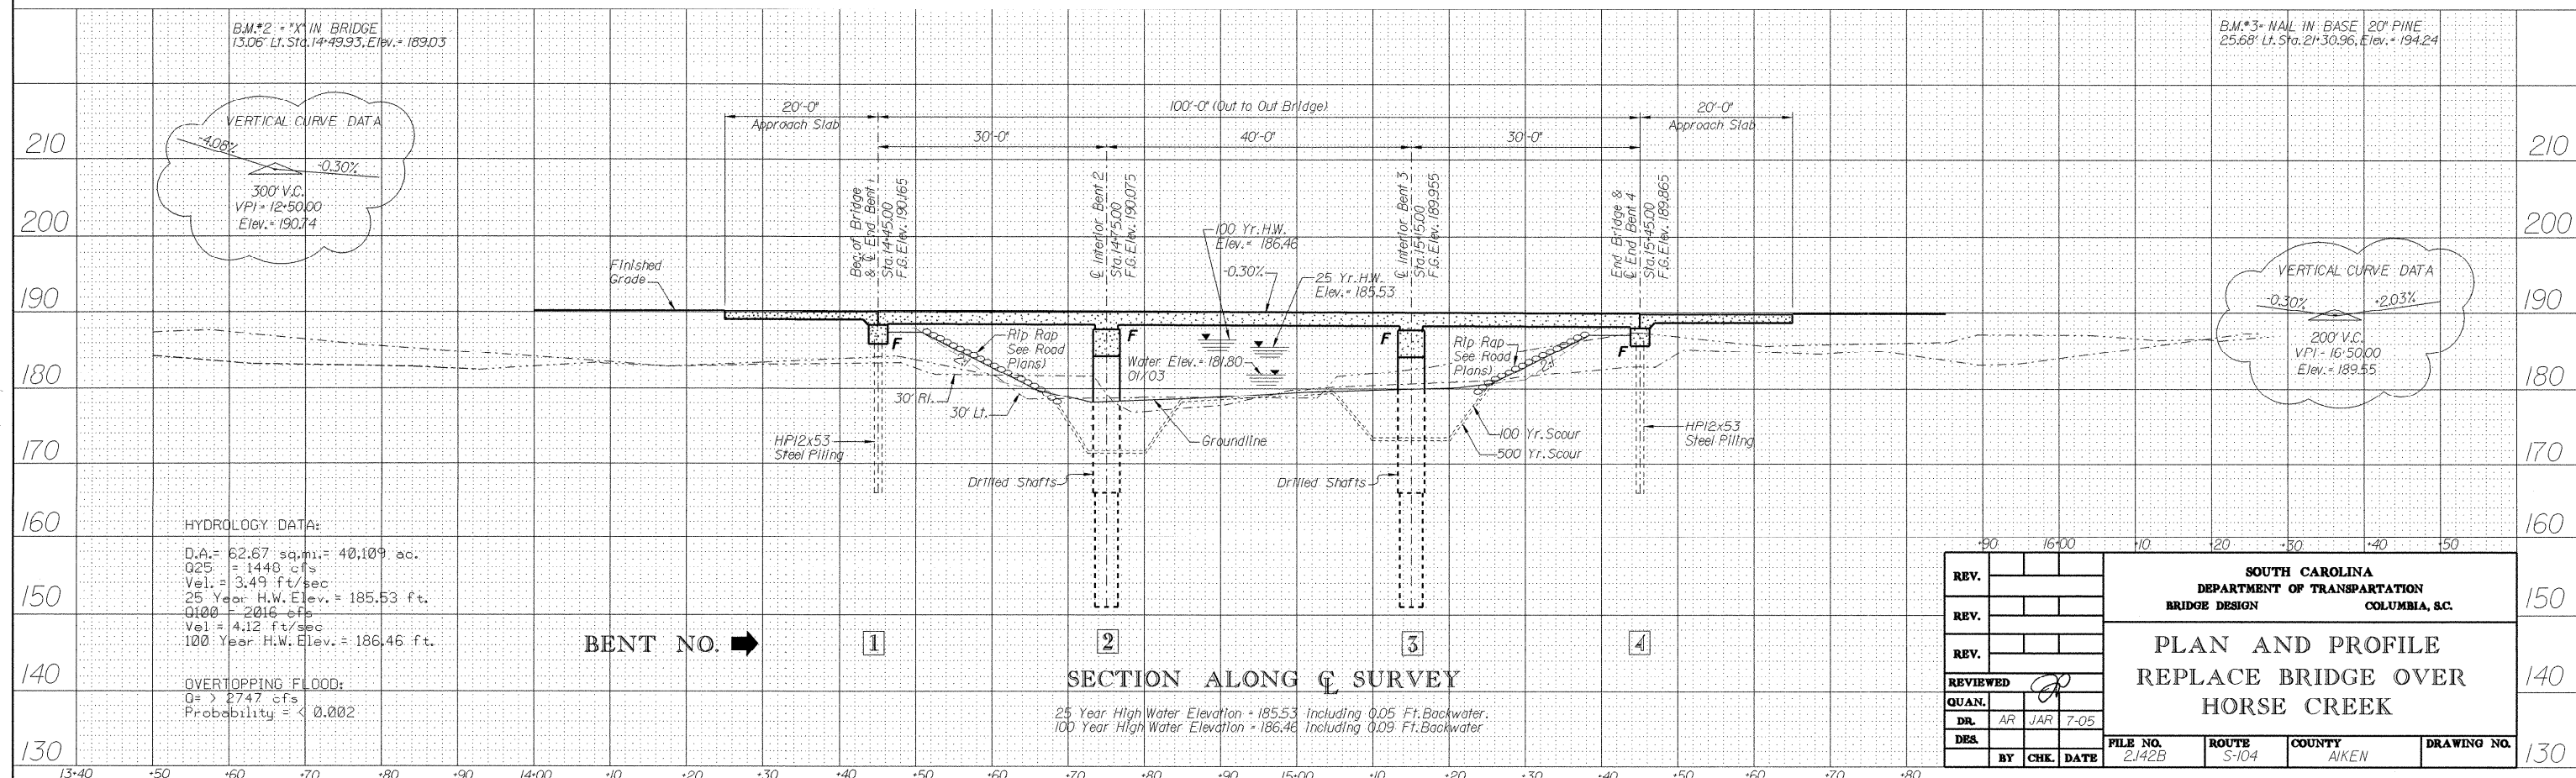 B.M.#2 = "X" IN BRIDGE
13.06' Lt. Sta. 14+49.93, Elev.= 189.03
B.M.#3= NAIL IN BASE 20" PINE
25.68' Lt. Sta. 21+30.96, Elev.= 194.24
VERTICAL CURVE DATA
-4.08%
-0.30%
300' V.C.
VPI = 12+50.00
Elev.= 190.74
20'-0"
Approach Slab
100'-0" (Out to Out Bridge)
20'-0"
Approach Slab
30'-0"
40'-0"
30'-0"
210
200
190
180
170
160
150
140
130
210
200
190
180
170
160
150
140
130
Beg. of Bridge
& ℄ End Bent 1
Sta. 14+45.00
F.G. Elev. 190.165
℄ Interior Bent 2
Sta. 14+75.00
F.G. Elev. 190.075
℄ Interior Bent 3
Sta. 15+15.00
F.G. Elev. 189.955
End Bridge &
℄ End Bent 4
Sta. 15+45.00
F.G. Elev. 189.865
100 Yr. H.W.
Elev.= 186.46
-0.30%
25 Yr. H.W.
Elev.= 185.53
Finished
Grade
VERTICAL CURVE DATA
-0.30%
+2.03%
200' V.C.
VPI = 16+50.00
Elev.= 189.55
F
F
F
F
Rip Rap
See Road
Plans)
2:1
Water Elev.= 181.80
01/03
Rip Rap
See Road
Plans)
2:1
30' Rt.
30' Lt.
HP12x53
Steel Piling
Groundline
100 Yr. Scour
500 Yr. Scour
HP12x53
Steel Piling
Drilled Shafts
Drilled Shafts
HYDROLOGY DATA:
D.A.= 62.67 sq.mi.= 40,109 ac.
Q25 = 1448 cfs
Vel. = 3.49 ft/sec
25 Year H.W. Elev. = 185.53 ft.
Q100 = 2016 cfs
Vel = 4.12 ft/sec
100 Year H.W. Elev. = 186.46 ft.
OVERTOPPING FLOOD:
Q= > 2747 cfs
Probability = < 0.002
BENT NO.
1
2
3
4
SECTION ALONG ℄ SURVEY
25 Year High Water Elevation = 185.53 Including 0.05 Ft. Backwater.
100 Year High Water Elevation = 186.46 Including 0.09 Ft. Backwater
+90 16+00 +10 +20 +30 +40 +50
REV.
REV.
REV.
REVIEWED
QUAN.
DR. AR JAR 7-05
DES.
BY CHK. DATE
SOUTH CAROLINA
DEPARTMENT OF TRANSPARTATION
BRIDGE DESIGN COLUMBIA, S.C.
PLAN AND PROFILE
REPLACE BRIDGE OVER
HORSE CREEK
FILE NO. ROUTE COUNTY DRAWING NO.
2.142B S-104 AIKEN
13+40 +50 +60 +70 +80 +90 14+00 +10 +20 +30 +40 +50 +60 +70 +80 +90 15+00 +10 +20 +30 +40 +50 +60 +70 +80